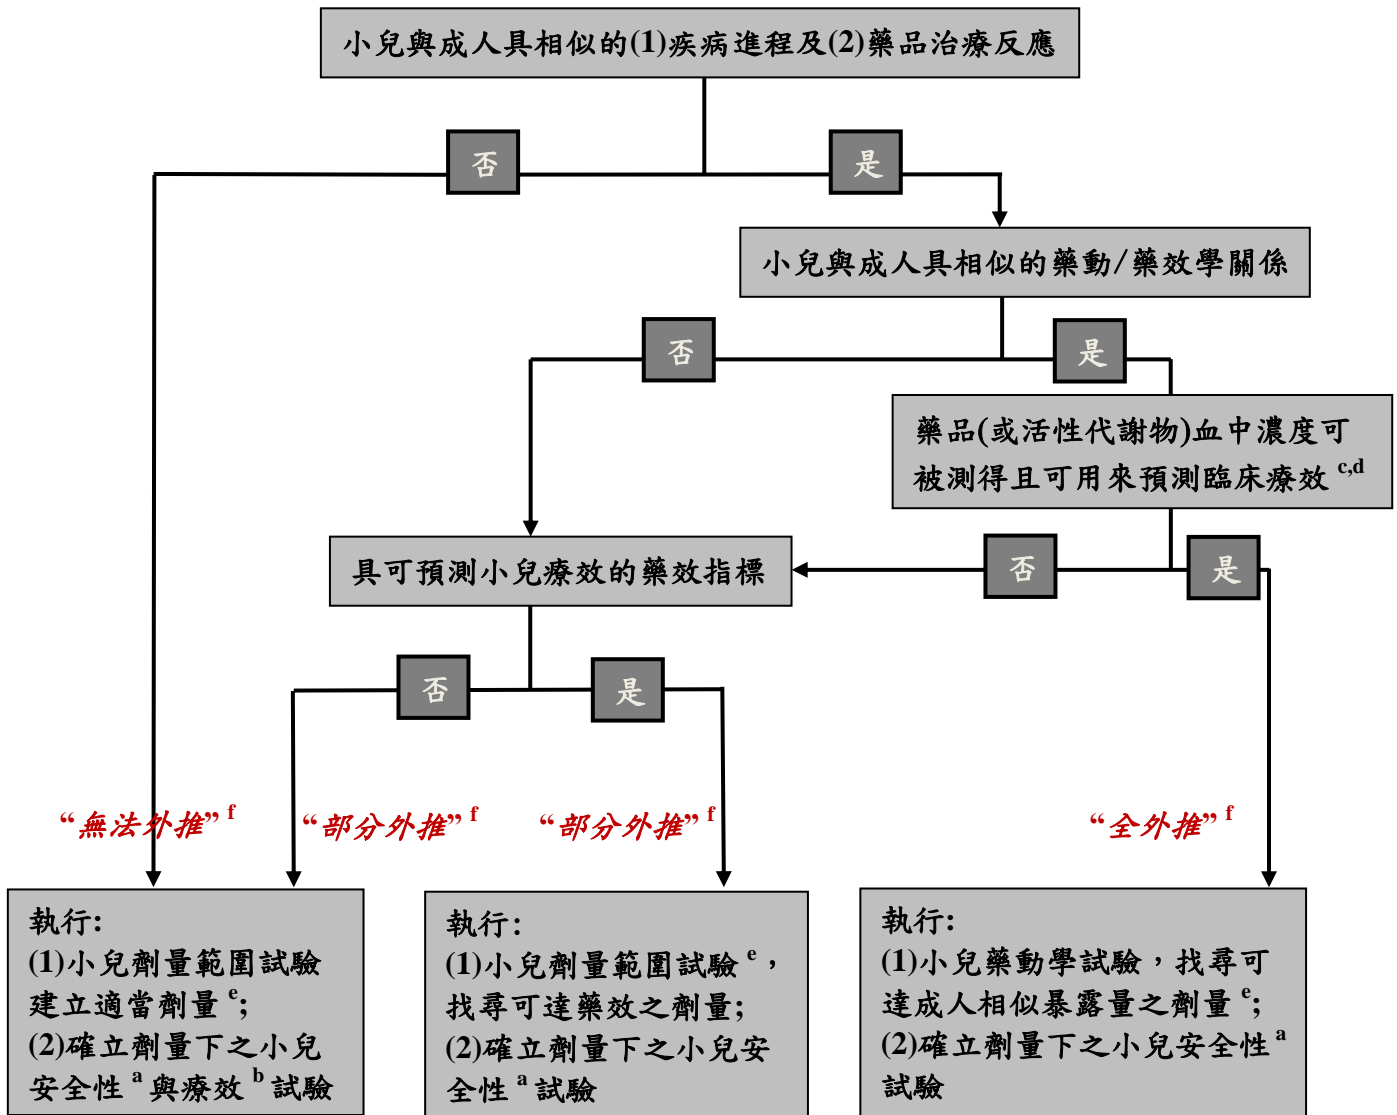 小兒與成人具相似的(1)疾病進程及(2)藥品治療反應
否
是
小兒與成人具相似的藥動/藥效學關係
否
是
藥品(或活性代謝物)血中濃度可
被測得且可用來預測臨床療效 c,d
具可預測小兒療效的藥效指標
否
是
否
是
“無法外推” f
“部分外推” f
“部分外推” f
“全外推” f
執行:
(1)小兒劑量範圍試驗
建立適當劑量 e;
(2)確立劑量下之小兒
安全性 a 與療效 b 試驗
執行:
(1)小兒劑量範圍試驗 e,
找尋可達藥效之劑量;
(2)確立劑量下之小兒安
全性 a 試驗
執行:
(1)小兒藥動學試驗,找尋可
達成人相似暴露量之劑量 e;
(2)確立劑量下之小兒安全性 a
試驗